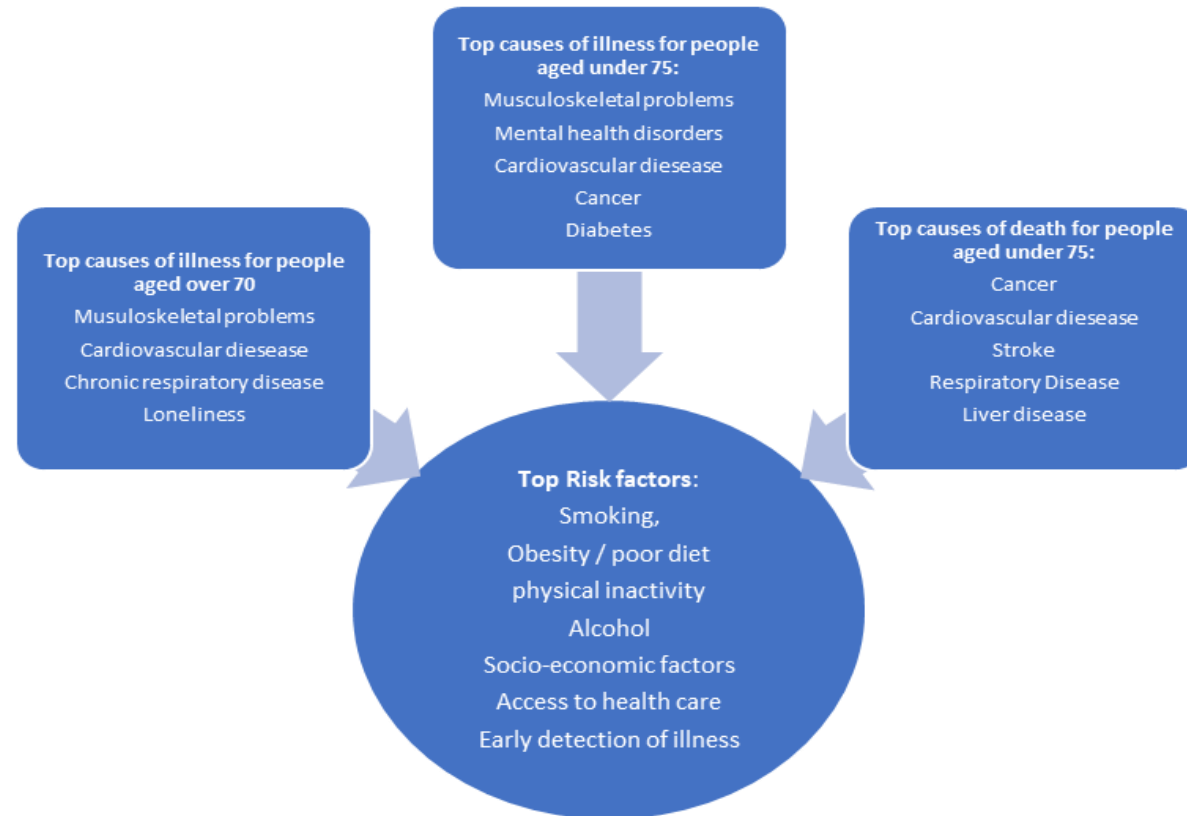 Top causes of illness for people
aged under 75:
Musculoskeletal problems
Mental health disorders
Cardiovascular diesease
Cancer
Diabetes
Top causes of illness for people
aged over 70
Musuloskeletal problems
Cardiovascular diesease
Chronic respiratory disease
Loneliness
Top causes of death for people
aged under 75:
Cancer
Cardiovascular diesease
Stroke
Respiratory Disease
Liver disease
Top Risk factors:
Smoking,
Obesity / poor diet
physical inactivity
Alcohol
Socio-economic factors
Access to health care
Early detection of illness